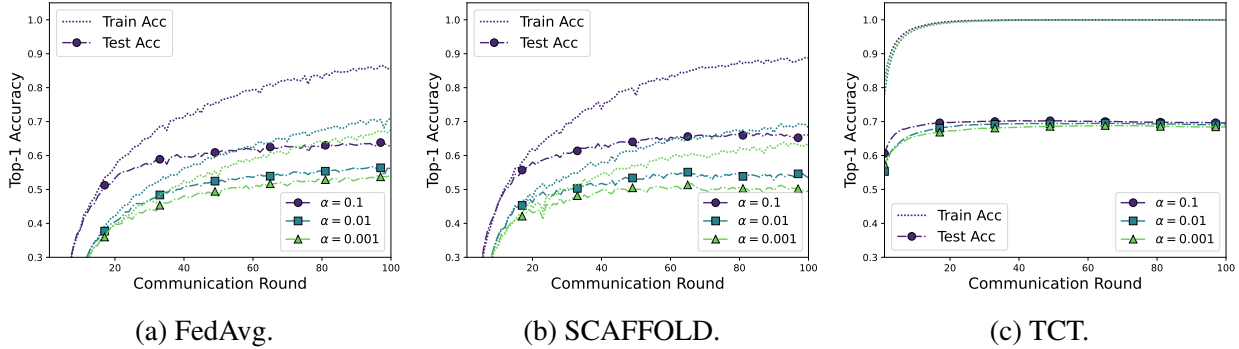 1.0
0.9
0.8
0.7
0.6
0.5
0.4
0.3
Top-1 Accuracy
Train Acc
Test Acc
α = 0.1
α = 0.01
α = 0.001
20 40 60 80 100
Communication Round
(a) FedAvg.
1.0
0.9
0.8
0.7
0.6
0.5
0.4
0.3
Top-1 Accuracy
Train Acc
Test Acc
α = 0.1
α = 0.01
α = 0.001
20 40 60 80 100
Communication Round
(b) SCAFFOLD.
1.0
0.9
0.8
0.7
0.6
0.5
0.4
0.3
Top-1 Accuracy
Train Acc
Test Acc
α = 0.1
α = 0.01
α = 0.001
20 40 60 80 100
Communication Round
(c) TCT.